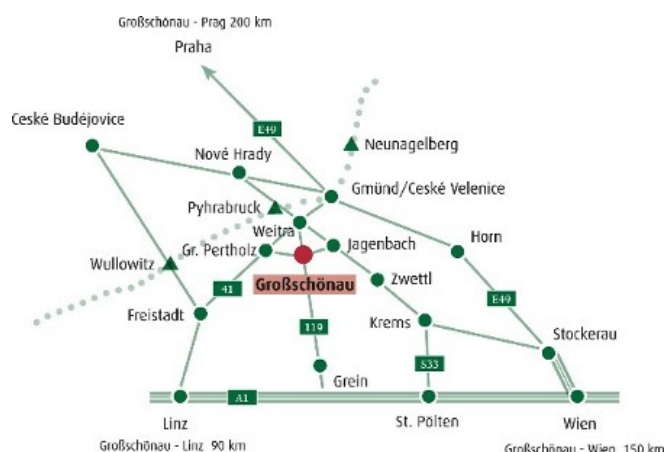 Großschönau - Prag 200 km
Praha
E49
České Budéjovice
Neunagelberg
Nové Hrady
Gmünd/České Velenice
Pyhrabruck
Weitra
Jagenbach
Horn
Gr. Pertholz
Wullowitz
Großschönau
Zwettl
41
E49
Freistadt
119
Krems
Stockerau
S33
Grein
A1
Linz
St. Pölten
Wien
Großschönau - Linz 90 km
Großschönau - Wien 150 km